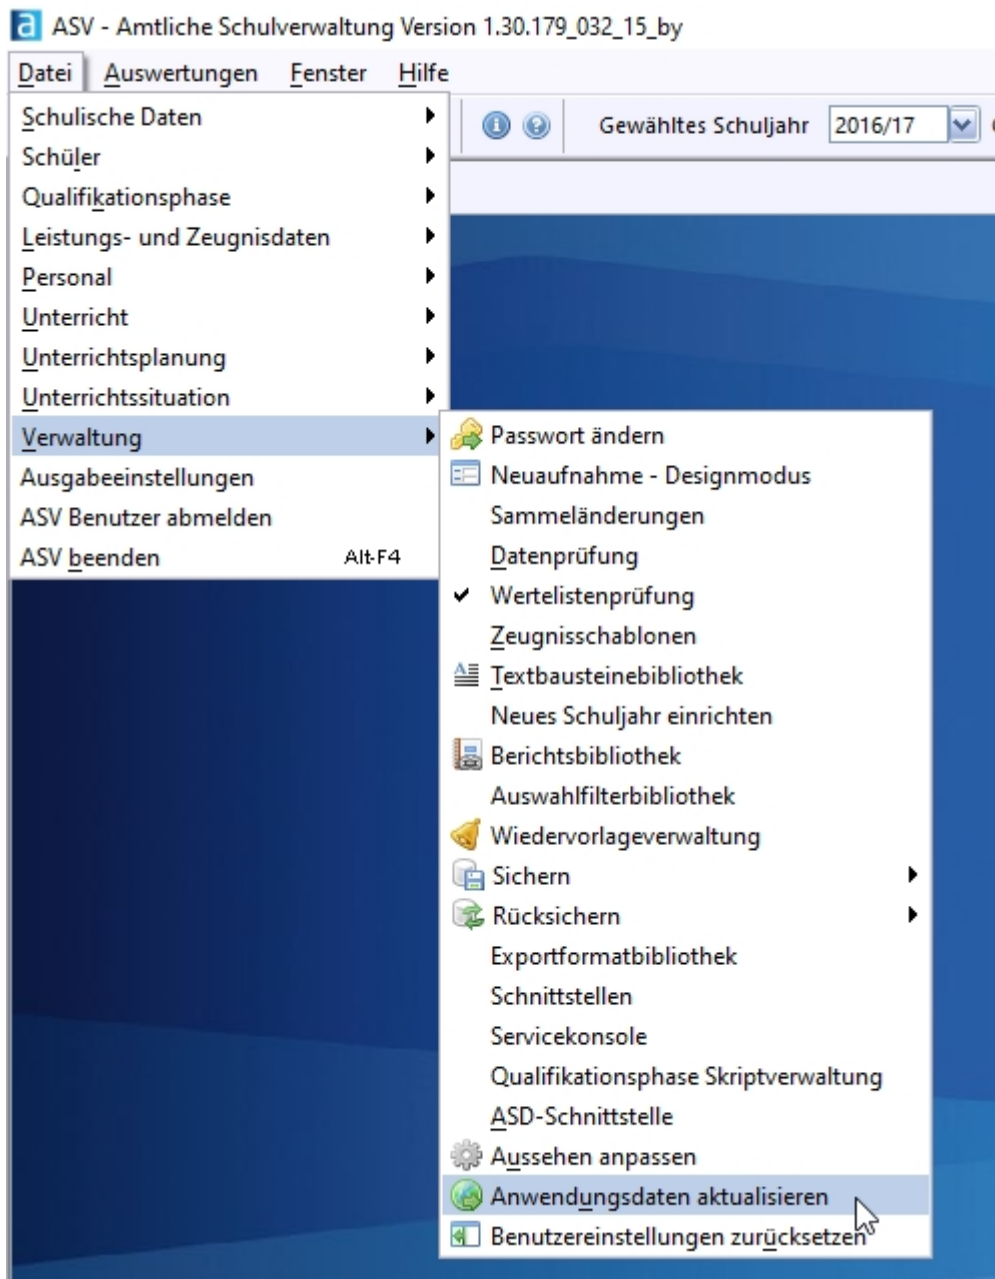 a ASV - Amtliche Schulverwaltung Version 1.30.179_032_15_by
Datei Auswertungen Fenster Hilfe
Gewähltes Schuljahr 2016/17
Schulische Daten
Schüler
Qualifikationsphase
Leistungs- und Zeugnisdaten
Personal
Unterricht
Unterrichtsplanung
Unterrichtssituation
Verwaltung
Ausgabeeinstellungen
ASV Benutzer abmelden
ASV beenden Alt-F4
Passwort ändern
Neuaufnahme - Designmodus
Sammeländerungen
Datenprüfung
Wertelistenprüfung
Zeugnisschablonen
Textbausteinebibliothek
Neues Schuljahr einrichten
Berichtsbibliothek
Auswahlfilterbibliothek
Wiedervorlageverwaltung
Sichern
Rücksichern
Exportformatbibliothek
Schnittstellen
Servicekonsole
Qualifikationsphase Skriptverwaltung
ASD-Schnittstelle
Aussehen anpassen
Anwendungsdaten aktualisieren
Benutzereinstellungen zurücksetzen